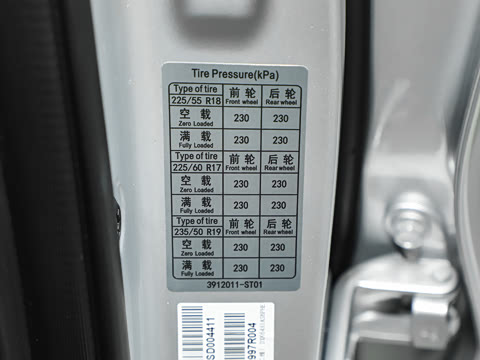 Tire Pressure(kPa)
Type of tire 前轮 后轮
225/55 R18 Front wheel Rear wheel
空载 230 230
Zero Loaded
满载 230 230
Fully Loaded
Type of tire 前轮 后轮
225/60 R17 Front wheel Rear wheel
空载 230 230
Zero Loaded
满载 230 230
Fully Loaded
Type of tire 前轮 后轮
235/50 R19 Front wheel Rear wheel
空载 230 230
Zero Loaded
满载 230 230
Fully Loaded
3912011-ST01
SD004411
997R004